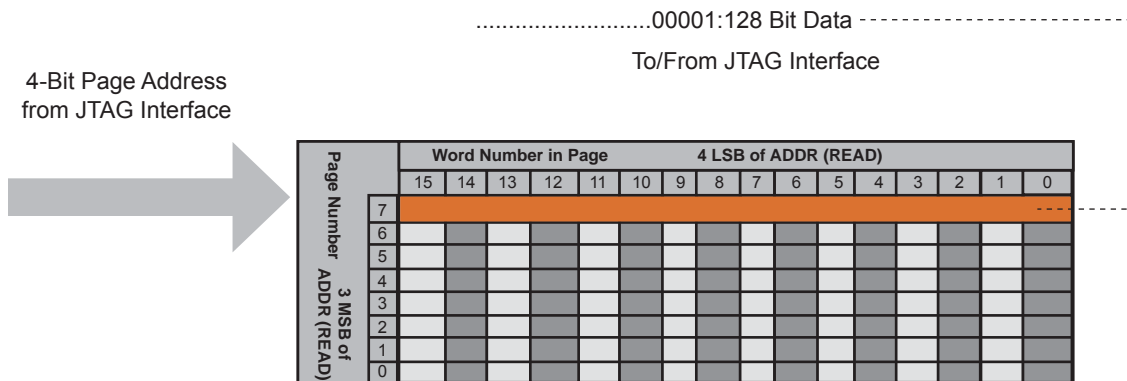 ...........................00001:128 Bit Data
To/From JTAG Interface
4-Bit Page Address
from JTAG Interface
Word Number in Page 4 LSB of ADDR (READ)
15 14 13 12 11 10 9 8 7 6 5 4 3 2 1 0
Page Number
3 MSB of
ADDR (READ)
7
6
5
4
3
2
1
0